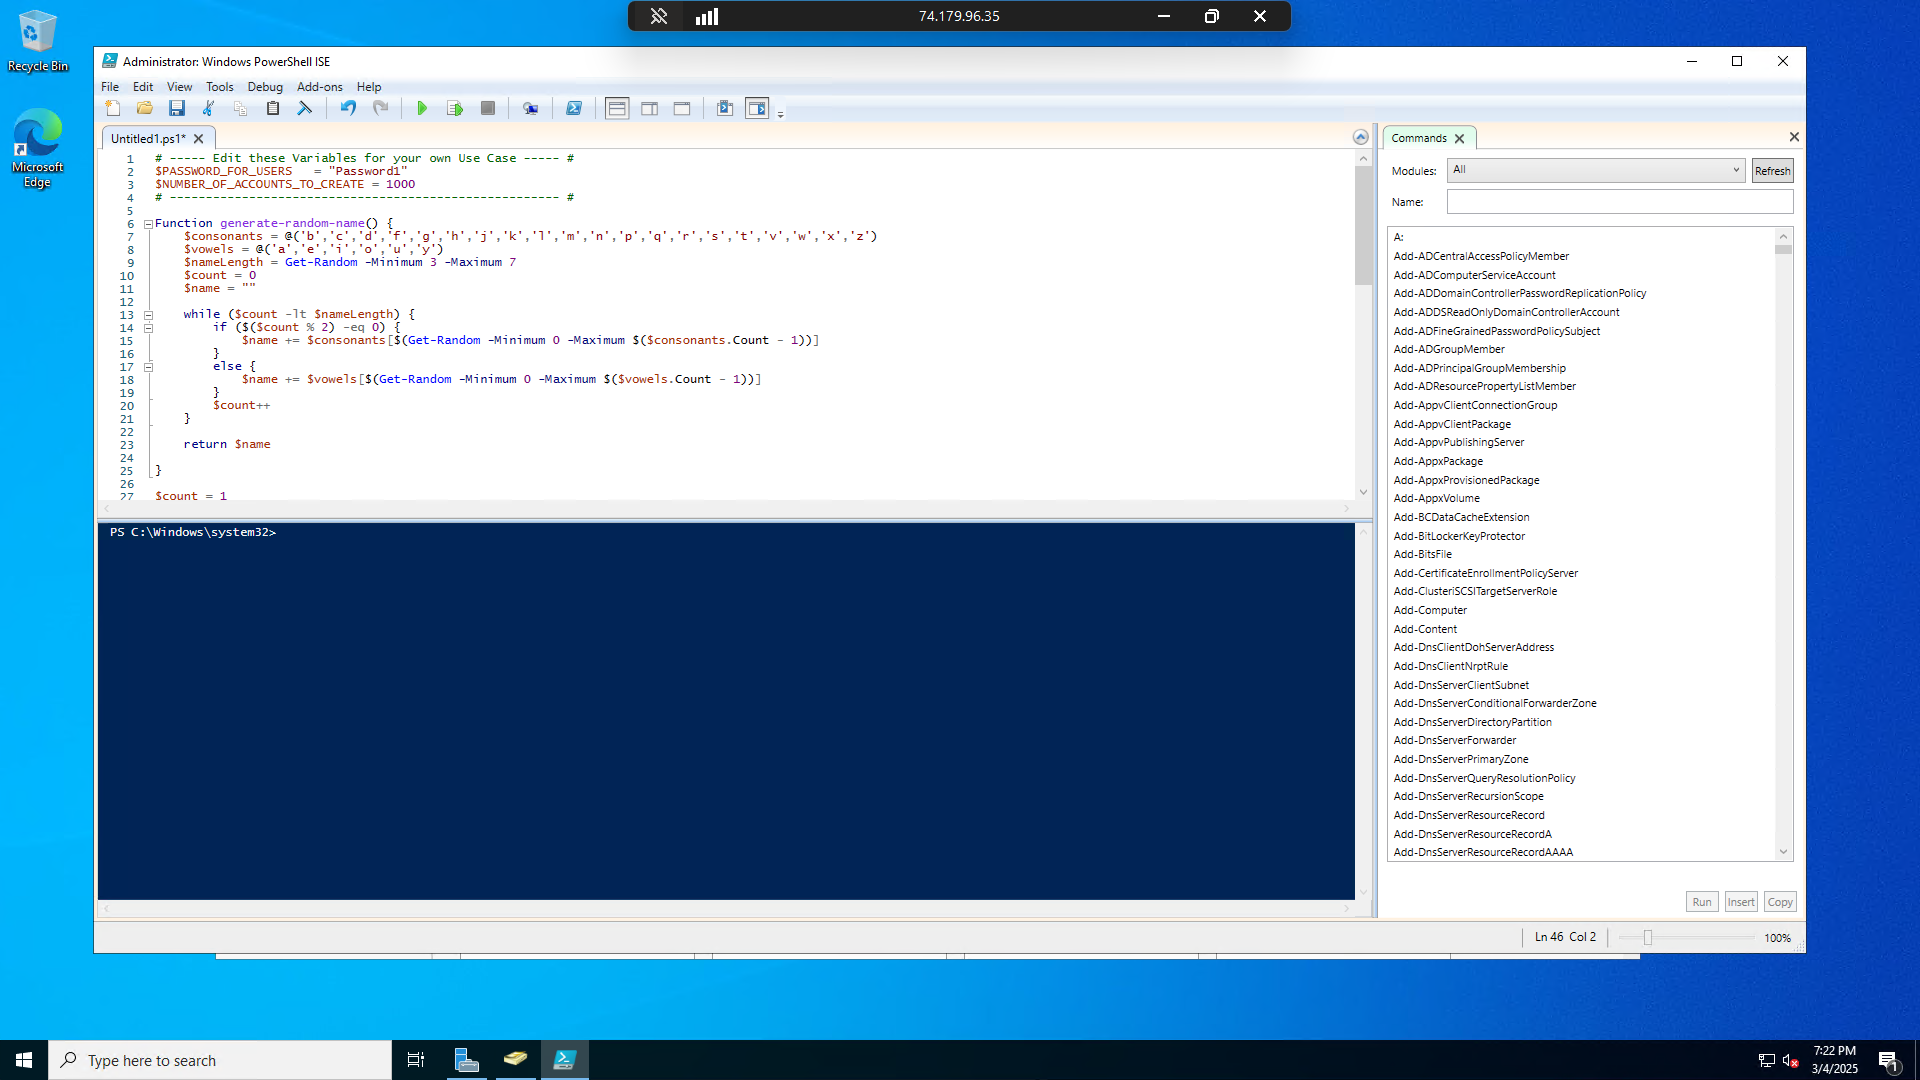 74.179.96.35
Recycle Bin
Microsoft
Edge
Administrator: Windows PowerShell ISE
File Edit View Tools Debug Add-ons Help
Untitled1.ps1*
1 # ----- Edit these Variables for your own Use Case ----- #
2 $PASSWORD_FOR_USERS   = "Password1"
3 $NUMBER_OF_ACCOUNTS_TO_CREATE = 1000
4 # ------------------------------------------------------ #
5
6 Function generate-random-name() {
7     $consonants = @('b','c','d','f','g','h','j','k','l','m','n','p','q','r','s','t','v','w','x','z')
8     $vowels = @('a','e','i','o','u','y')
9     $nameLength = Get-Random -Minimum 3 -Maximum 7
10     $count = 0
11     $name = ""
12
13     while ($count -lt $nameLength) {
14         if ($($count % 2) -eq 0) {
15             $name += $consonants[$(Get-Random -Minimum 0 -Maximum $($consonants.Count - 1))]
16         }
17         else {
18             $name += $vowels[$(Get-Random -Minimum 0 -Maximum $($vowels.Count - 1))]
19         }
20         $count++
21     }
22
23     return $name
24
25 }
26
27 $count = 1
PS C:\Windows\system32>
Commands
Modules: All Refresh
Name:
A:
Add-ADCentralAccessPolicyMember
Add-ADComputerServiceAccount
Add-ADDomainControllerPasswordReplicationPolicy
Add-ADDSReadOnlyDomainControllerAccount
Add-ADFineGrainedPasswordPolicySubject
Add-ADGroupMember
Add-ADPrincipalGroupMembership
Add-ADResourcePropertyListMember
Add-AppvClientConnectionGroup
Add-AppvClientPackage
Add-AppvPublishingServer
Add-AppxPackage
Add-AppxProvisionedPackage
Add-AppxVolume
Add-BCDataCacheExtension
Add-BitLockerKeyProtector
Add-BitsFile
Add-CertificateEnrollmentPolicyServer
Add-ClusteriSCSITargetServerRole
Add-Computer
Add-Content
Add-DnsClientDohServerAddress
Add-DnsClientNrptRule
Add-DnsServerClientSubnet
Add-DnsServerConditionalForwarderZone
Add-DnsServerDirectoryPartition
Add-DnsServerForwarder
Add-DnsServerPrimaryZone
Add-DnsServerQueryResolutionPolicy
Add-DnsServerRecursionScope
Add-DnsServerResourceRecord
Add-DnsServerResourceRecordA
Add-DnsServerResourceRecordAAAA
Run Insert Copy
Ln 46 Col 2 100%
Type here to search
7:22 PM
3/4/2025
1